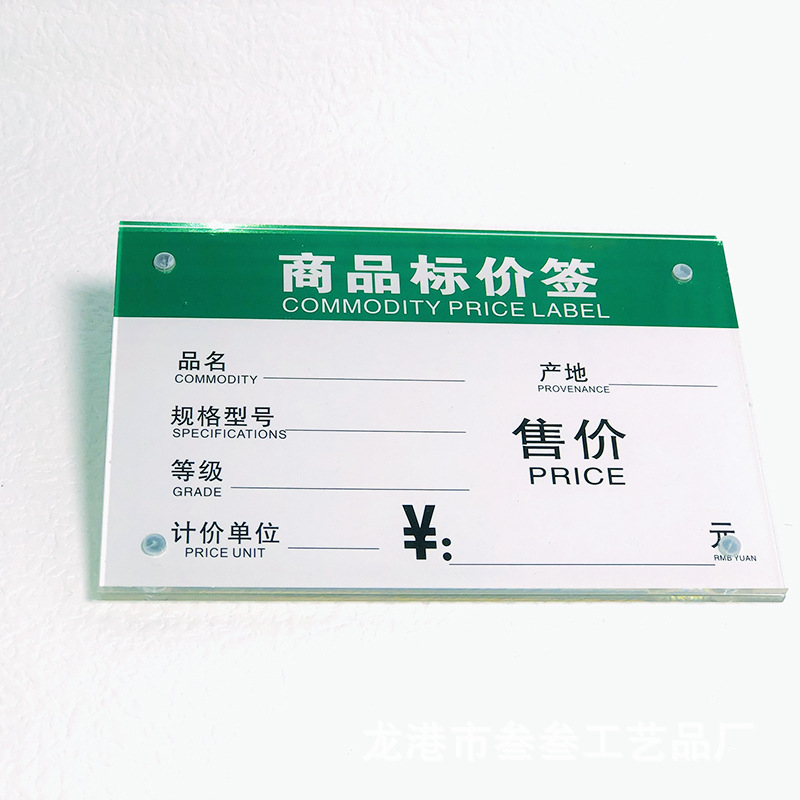 商品标价签
COMMODITY PRICE LABEL
品名
COMMODITY
产地
PROVENANCE
规格型号
SPECIFICATIONS
售价
PRICE
等级
GRADE
计价单位
PRICE UNIT
¥:
元
RMB YUAN
龙港市叁叁工艺品厂